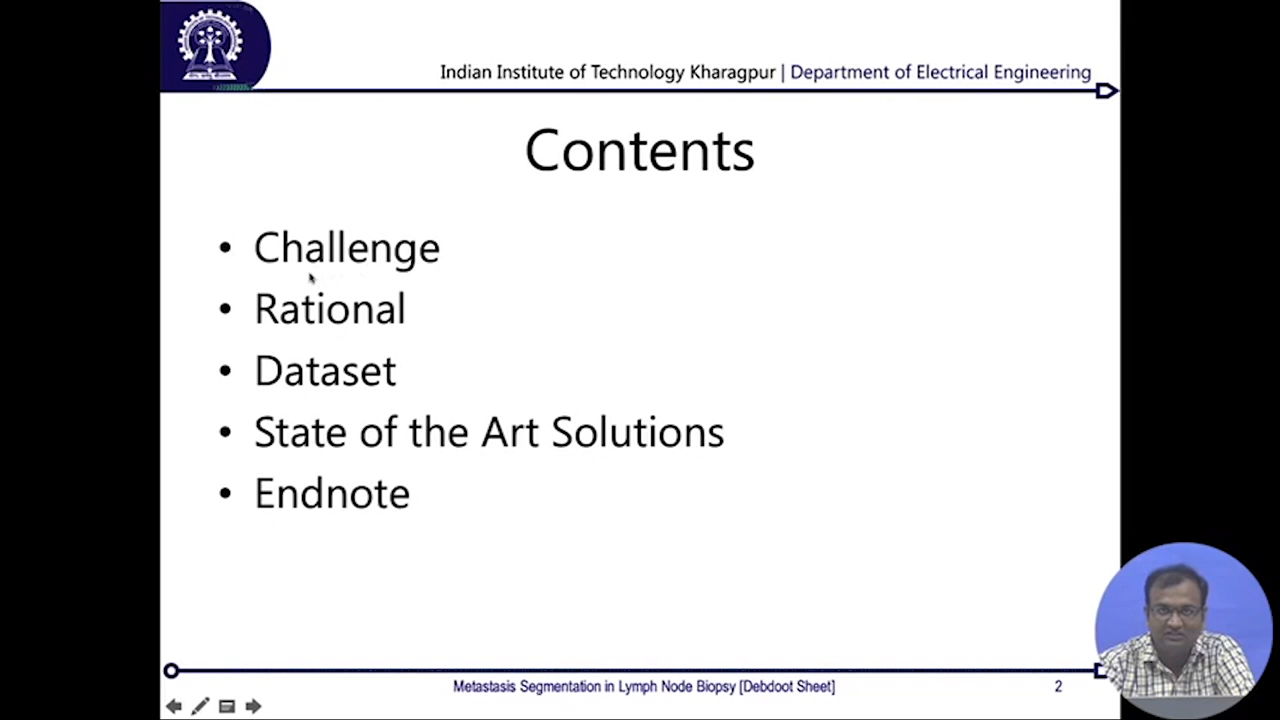 Indian Institute of Technology Kharagpur | Department of Electrical Engineering
Contents
• Challenge
• Rational
• Dataset
• State of the Art Solutions
• Endnote
Metastasis Segmentation in Lymph Node Biopsy [Debdoot Sheet]
2